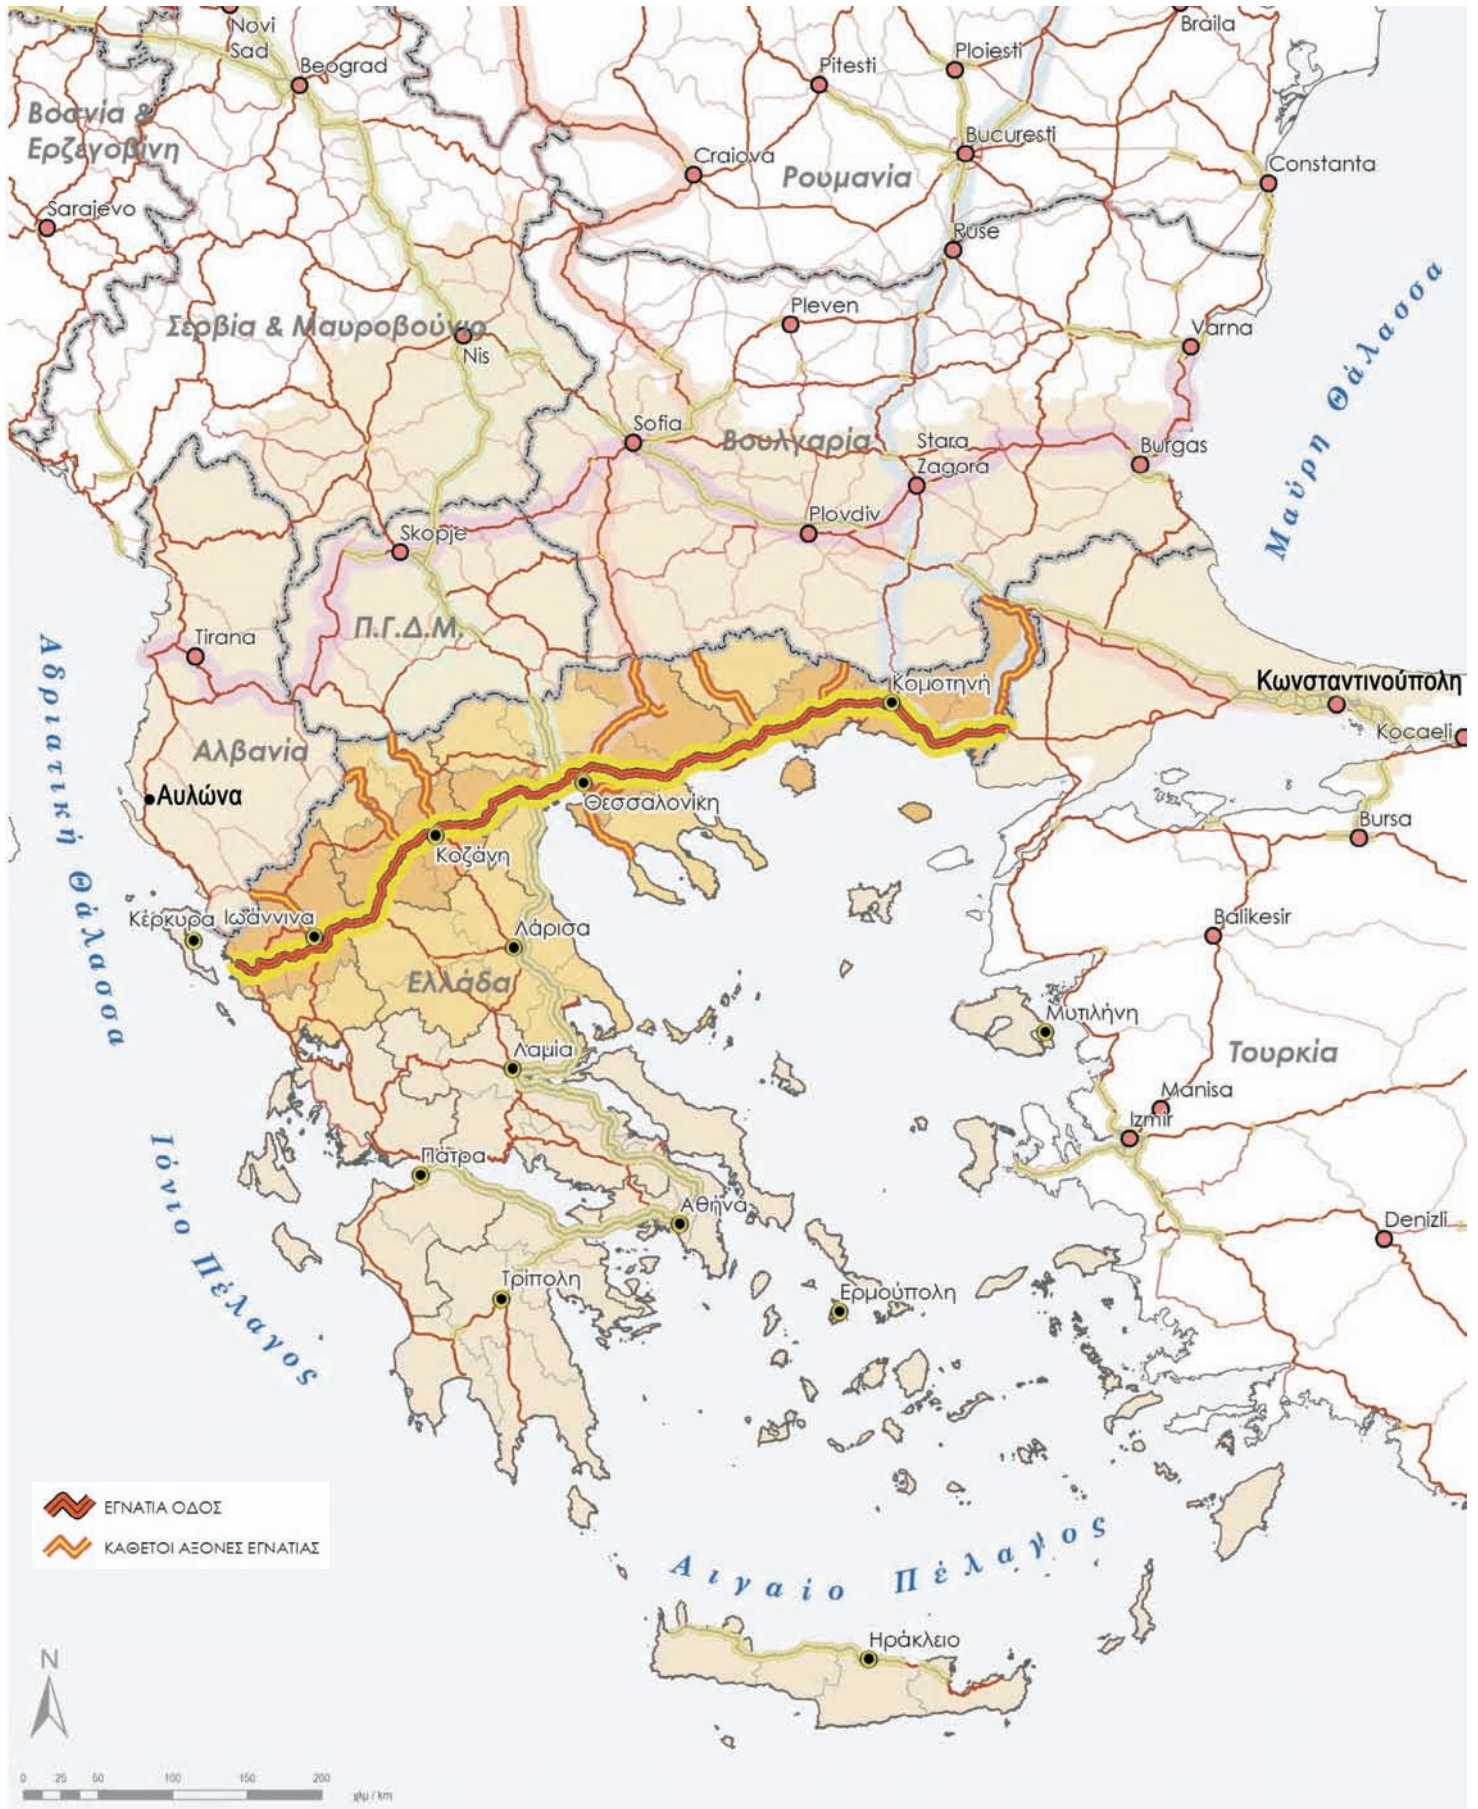 Novi
Sad
Beograd
Pitesti
Ploiesti
Braila
Βοσνία &
Ερζεγοβίνη
Bucuresti
Craiova
Ρουμανία
Constanta
Sarajevo
Ruse
Σερβία & Μαυροβούνιο
Nis
Pleven
Varna
Μαύρη Θάλασσα
Sofia
Βουλγαρία
Stara
Zagora
Burgas
Plovdiv
Skopje
Π.Γ.Δ.Μ.
Tirana
Κομοτηνή
Κωνσταντινούπολη
Kocaeli
Αλβανία
Αυλώνα
Θεσσαλονίκη
Κοζάνη
Bursa
Αδριατική Θάλασσα
Κέρκυρα
Ιωάννινα
Λάρισα
Balikesir
Ελλάδα
Μυτιλήνη
Λαμία
Τουρκία
Manisa
Izmir
Πάτρα
Αθήνα
Denizli
Ιόνιο Πέλαγος
Τρίπολη
Ερμούπολη
ΕΓΝΑΤΙΑ ΟΔΟΣ
ΚΑΘΕΤΟΙ ΑΞΟΝΕΣ ΕΓΝΑΤΙΑΣ
Αιγαίο Πέλαγος
Ηράκλειο
N
0 25 50 100 150 200
χλμ / km